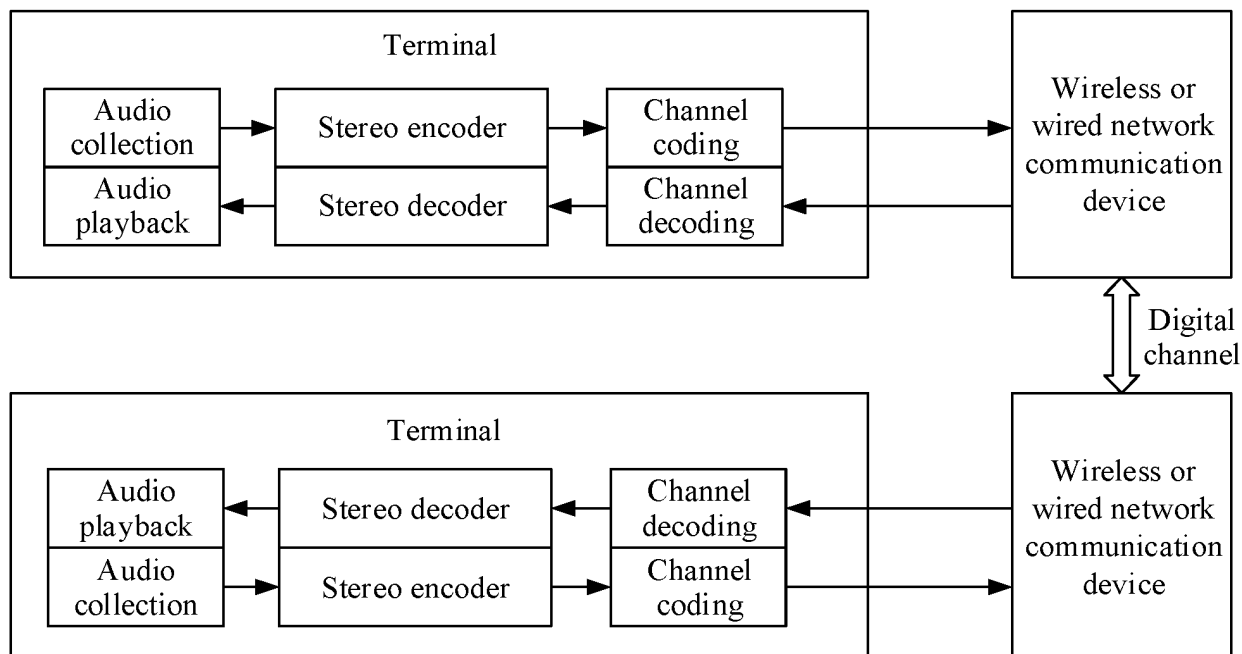 Terminal
Audio
collection
Stereo encoder
Channel
coding
Audio
playback
Stereo decoder
Channel
decoding
Wireless or
wired network
communication
device
Digital
channel
Terminal
Audio
playback
Stereo decoder
Channel
decoding
Audio
collection
Stereo encoder
Channel
coding
Wireless or
wired network
communication
device